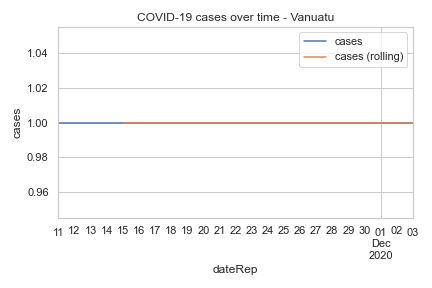 COVID-19 cases over time - Vanuatu
cases
cases (rolling)
1.04
1.02
1.00
0.98
0.96
cases
11 12 13 14 15 16 17 18 19 20 21 22 23 24 25 26 27 28 29 30 01 02 03
Dec
2020
dateRep